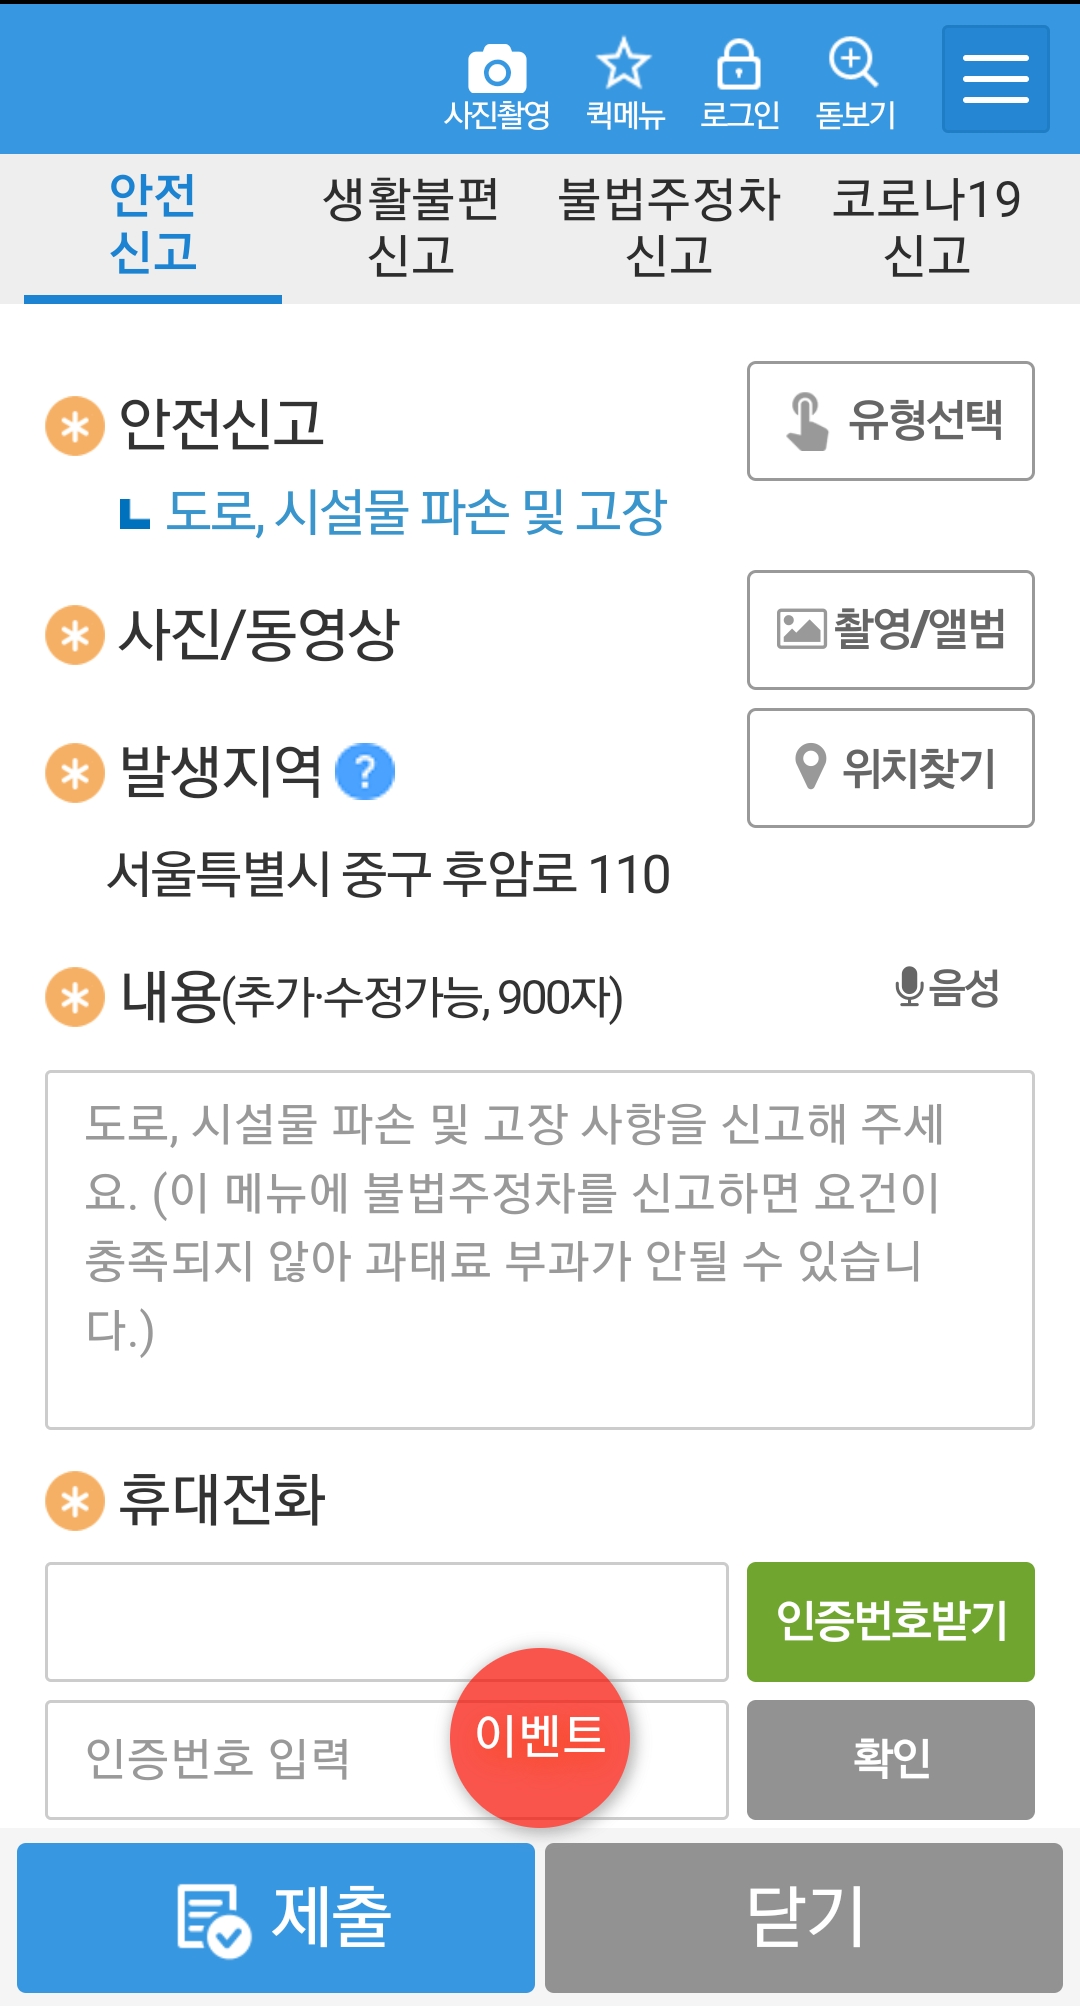 사진촬영 퀵메뉴 로그인 돋보기
안전 신고
생활불편 신고
불법주정차 신고
코로나19 신고
안전신고
유형선택
도로, 시설물 파손 및 고장
사진/동영상
촬영/앨범
발생지역 ?
위치찾기
서울특별시 중구 후암로 110
내용(추가·수정가능, 900자)
음성
도로, 시설물 파손 및 고장 사항을 신고해 주세
요. (이 메뉴에 불법주정차를 신고하면 요건이
충족되지 않아 과태료 부과가 안될 수 있습니
다.)
휴대전화
인증번호받기
인증번호 입력
이벤트
확인
제출
닫기